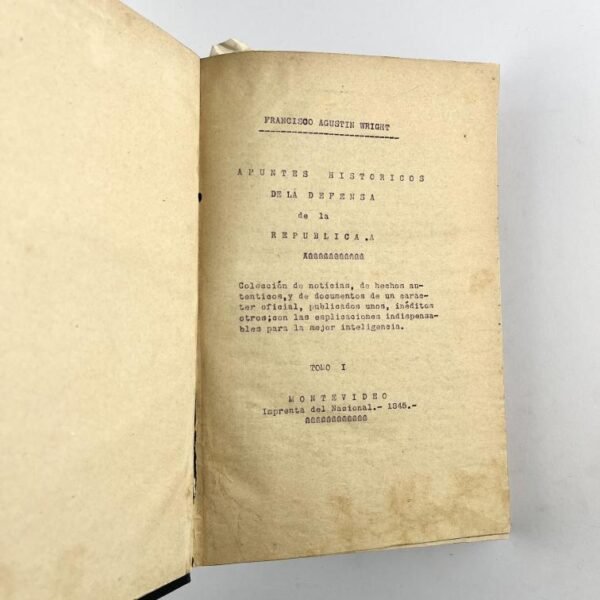 FRANCISCO AGUSTIN WRIGHT
APUNTES HISTORICOS
DE LA DEFENSA
de la
REPUBLICA.A
Colección de noticias, de hechos au-
tenticos,y de documentos de un carac-
ter oficial, publicados unos, inéditos
otros;con las esplicaciones indispensa-
bles para la mejor inteligencia.
TOMO I
MONTEVIDEO
Imprenta del Nacional.- 1845.-